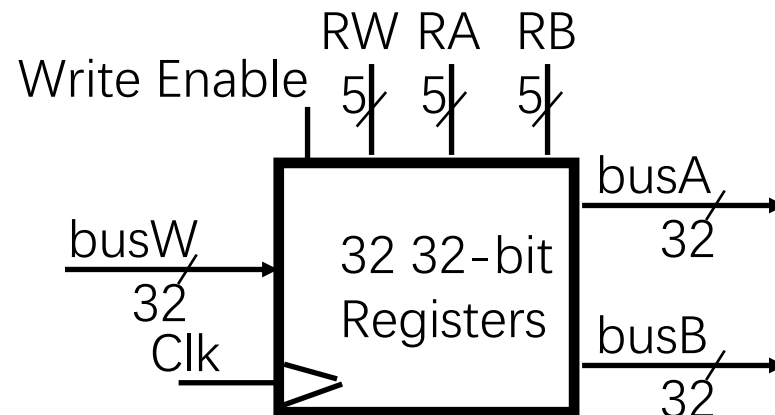 RW RA RB
Write Enable
5 5 5
busA
32
busW
32
32 32-bit
Registers
Clk
busB
32